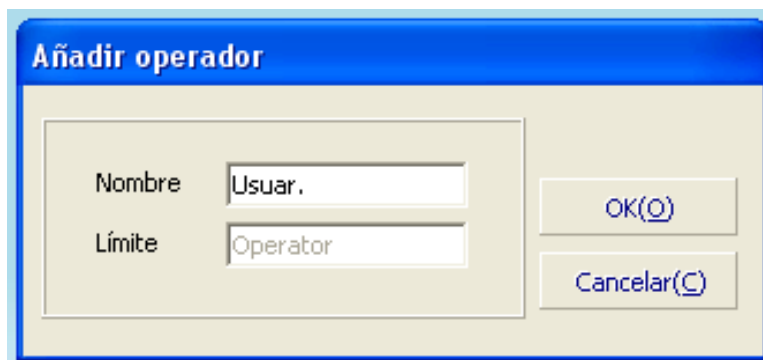 Añadir operador
Nombre Usuar.
Límite Operator
OK(O)
Cancelar(C)